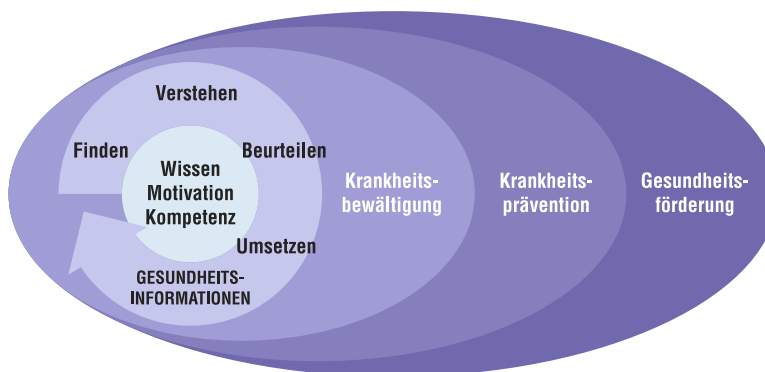 Verstehen
Finden
Beurteilen
Wissen
Motivation
Kompetenz
Umsetzen
GESUNDHEITS-
INFORMATIONEN
Krankheits-
bewältigung
Krankheits-
prävention
Gesundheits-
förderung